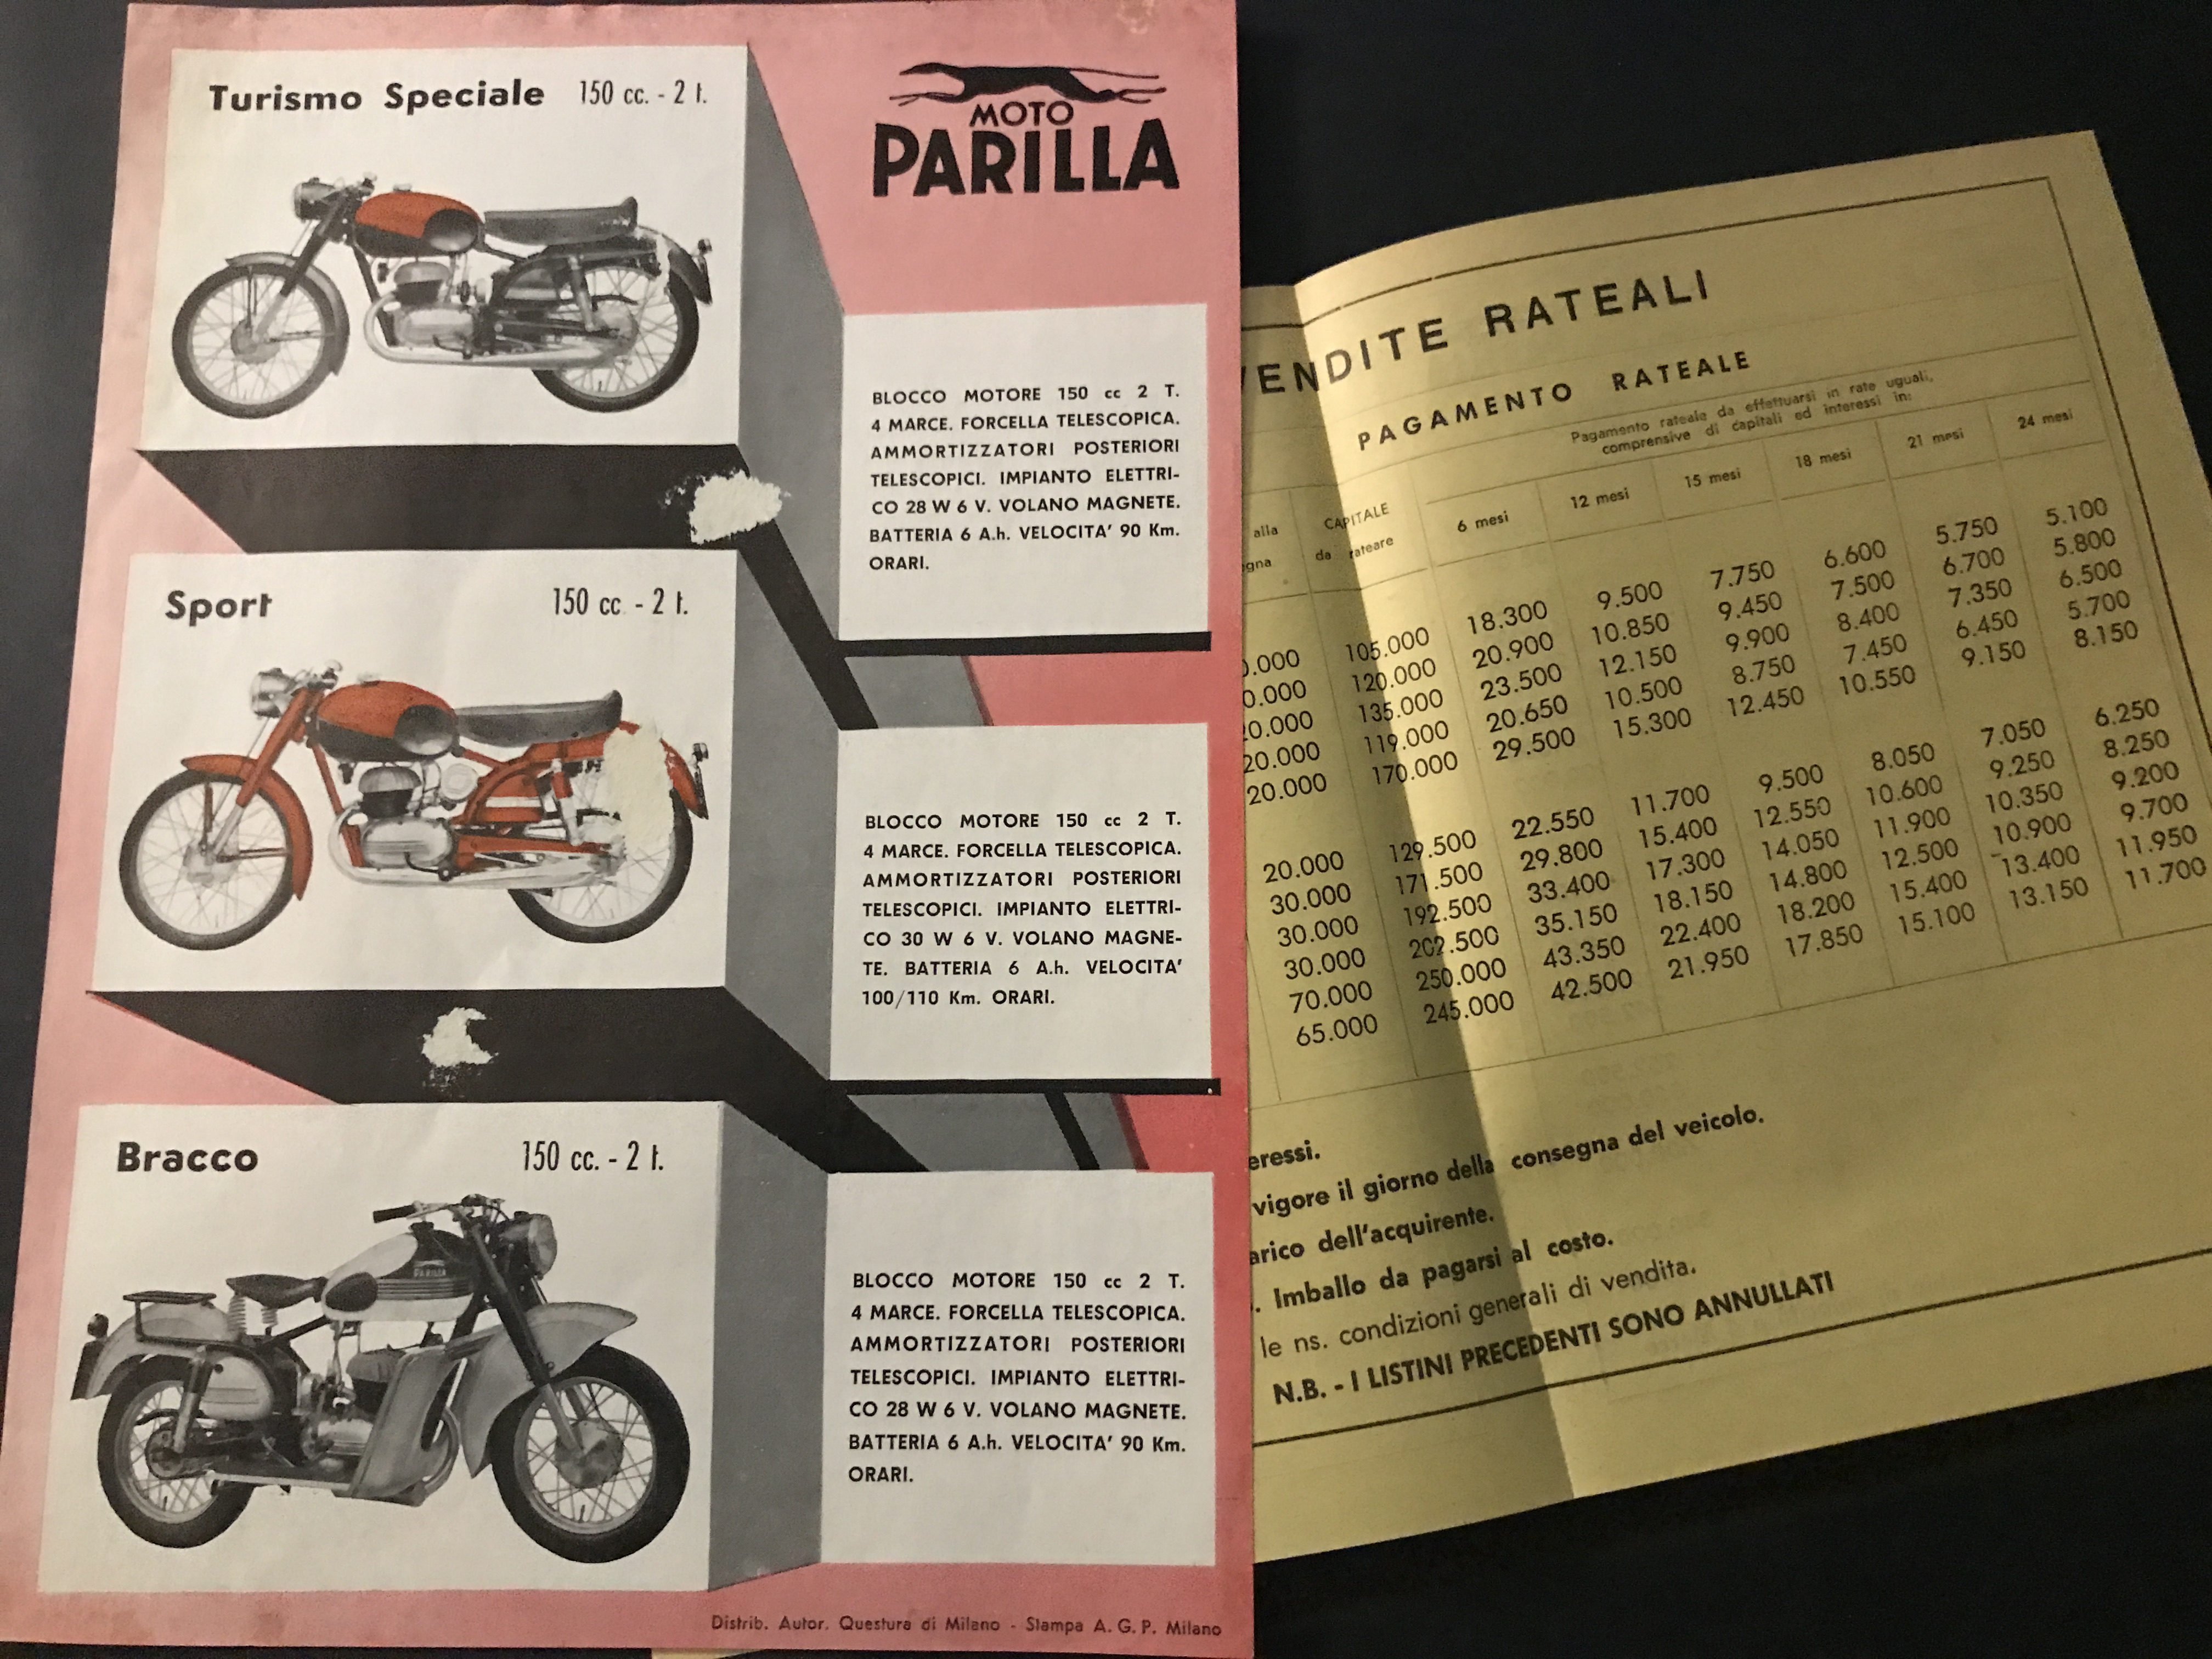 Turismo Speciale 150 cc. - 2 t.
MOTO
PARILLA
BLOCCO MOTORE 150 cc 2 T.
4 MARCE. FORCELLA TELESCOPICA.
AMMORTIZZATORI POSTERIORI
TELESCOPICI. IMPIANTO ELETTRI-
CO 28 W 6 V. VOLANO MAGNETE.
BATTERIA 6 A.h. VELOCITA' 90 Km.
ORARI.
Sport 150 cc. - 2 t.
BLOCCO MOTORE 150 cc 2 T.
4 MARCE. FORCELLA TELESCOPICA.
AMMORTIZZATORI POSTERIORI
TELESCOPICI. IMPIANTO ELETTRI-
CO 30 W 6 V. VOLANO MAGNE-
TE. BATTERIA 6 A.h. VELOCITA'
100/110 Km. ORARI.
Bracco 150 cc. - 2 t.
PARILLA
BLOCCO MOTORE 150 cc 2 T.
4 MARCE. FORCELLA TELESCOPICA.
AMMORTIZZATORI POSTERIORI
TELESCOPICI. IMPIANTO ELETTRI-
CO 28 W 6 V. VOLANO MAGNETE.
BATTERIA 6 A.h. VELOCITA' 90 Km.
ORARI.
Distrib. Autor. Questura di Milano - Stampa A. G. P. Milano
VENDITE RATEALI
PAGAMENTO RATEALE
Pagamento rateale da effettuarsi in rate uguali,
comprensive di capitali ed interessi in:
alla CAPITALE 6 mesi 12 mesi 15 mesi 18 mesi 21 mesi 24 mesi
gna da rateare
0.000 105.000 18.300 9.500 7.750 6.600 5.750 5.100
0.000 120.000 20.900 10.850 9.450 7.500 6.700 5.800
20.000 135.000 23.500 12.150 9.900 8.400 7.350 6.500
20.000 119.000 20.650 10.500 8.750 7.450 6.450 5.700
20.000 170.000 29.500 15.300 12.450 10.550 9.150 8.150
20.000 129.500 22.550 11.700 9.500 8.050 7.050 6.250
30.000 171.500 29.800 15.400 12.550 10.600 9.250 8.250
30.000 192.500 33.400 17.300 14.050 11.900 10.350 9.200
30.000 202.500 35.150 18.150 14.800 12.500 10.900 9.700
70.000 250.000 43.350 22.400 18.200 15.400 13.400 11.950
65.000 245.000 42.500 21.950 17.850 15.100 13.150 11.700
eressi.
vigore il giorno della consegna del veicolo.
arico dell'acquirente.
. Imballo da pagarsi al costo.
le ns. condizioni generali di vendita.
N.B. - I LISTINI PRECEDENTI SONO ANNULLATI